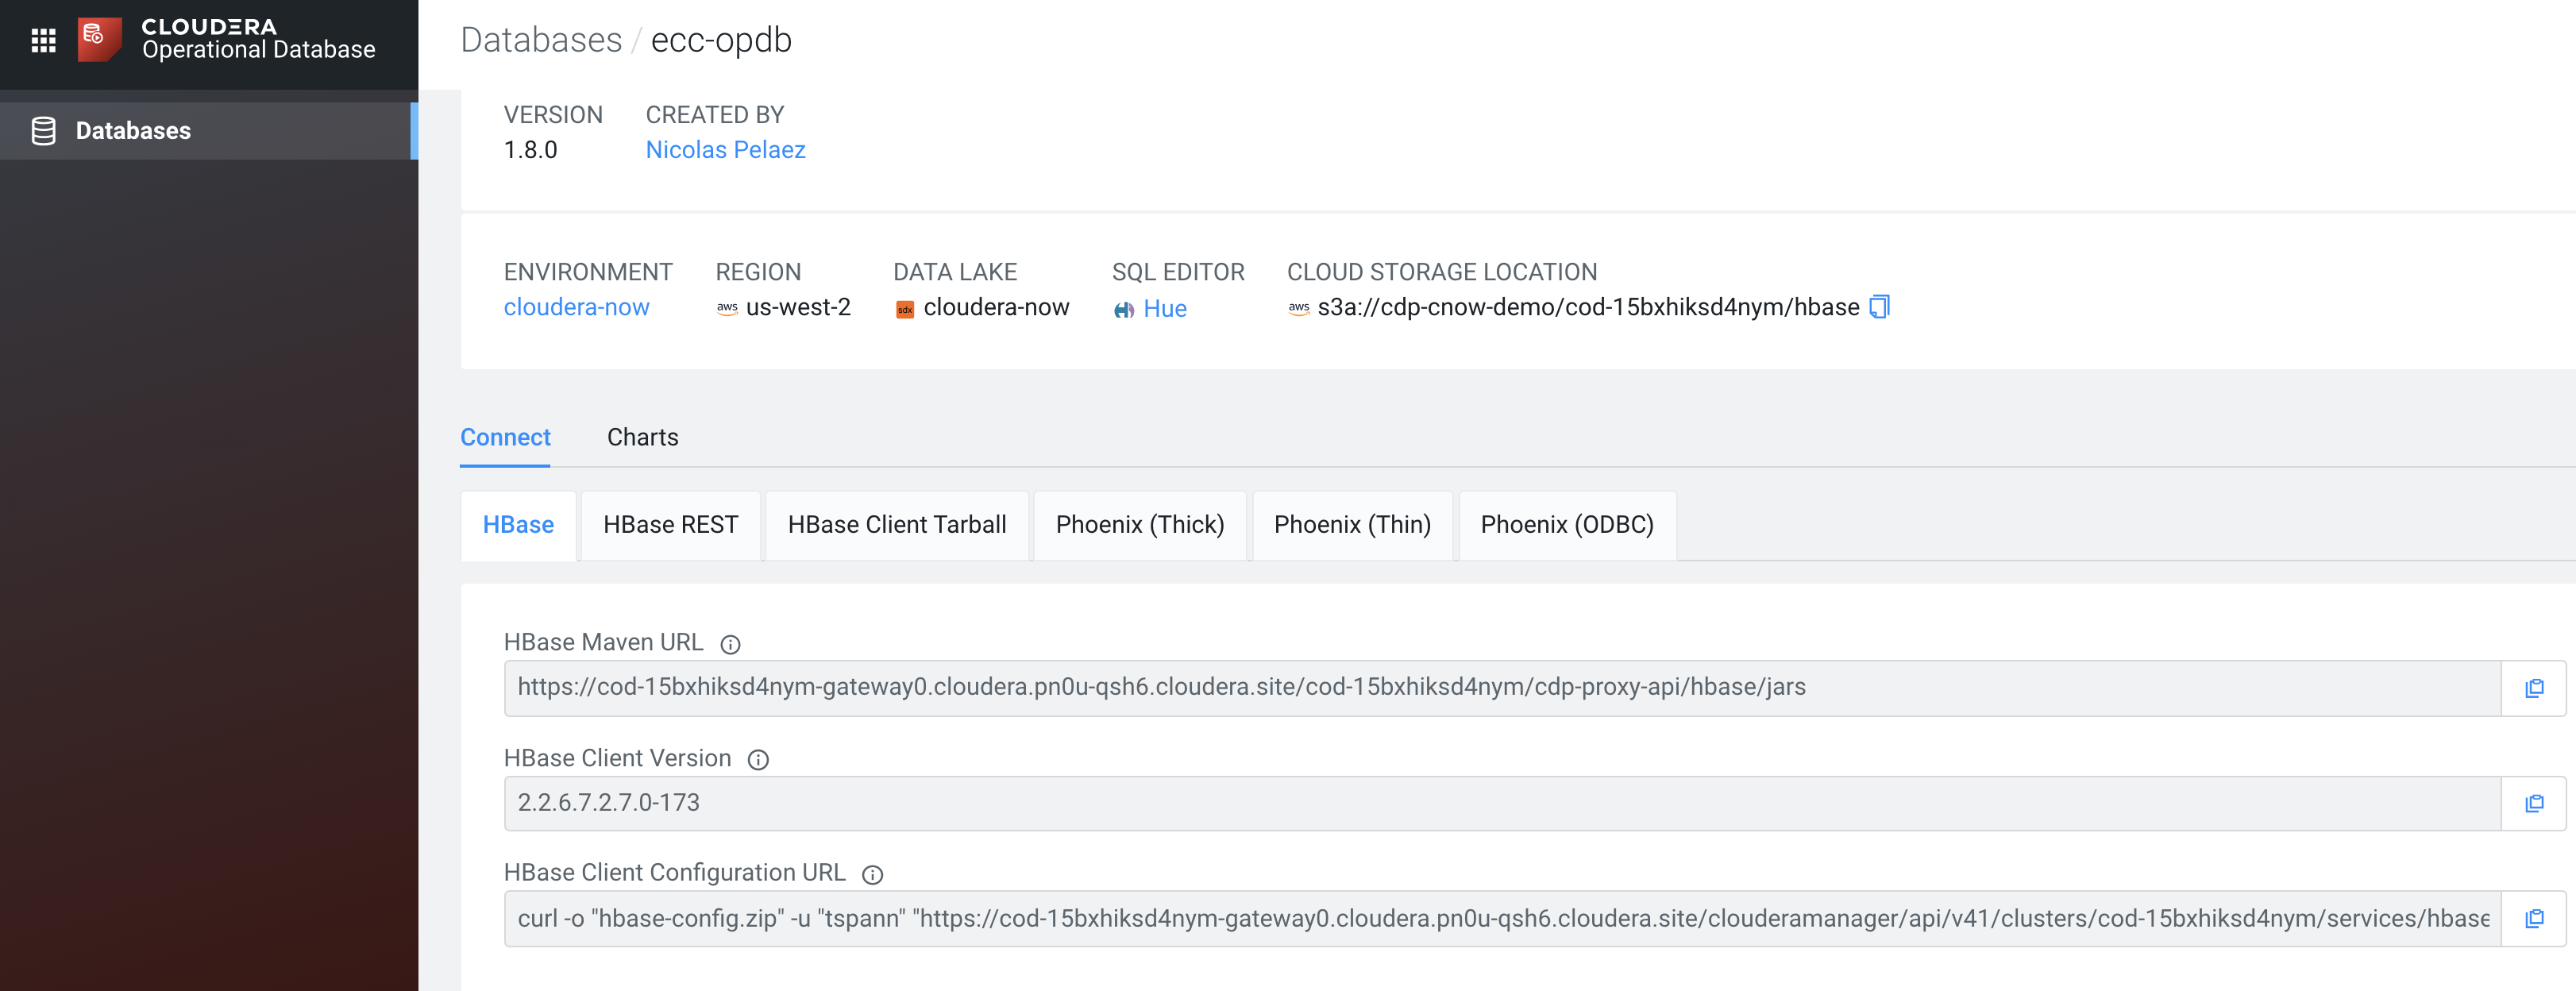 CLOUDERA
Operational Database
Databases
Databases / ecc-opdb
VERSION CREATED BY
1.8.0 Nicolas Pelaez
ENVIRONMENT REGION DATA LAKE SQL EDITOR CLOUD STORAGE LOCATION
cloudera-now aws us-west-2 sdx cloudera-now Hue aws s3a://cdp-cnow-demo/cod-15bxhiksd4nym/hbase
Connect Charts
HBase HBase REST HBase Client Tarball Phoenix (Thick) Phoenix (Thin) Phoenix (ODBC)
HBase Maven URL
https://cod-15bxhiksd4nym-gateway0.cloudera.pn0u-qsh6.cloudera.site/cod-15bxhiksd4nym/cdp-proxy-api/hbase/jars
HBase Client Version
2.2.6.7.2.7.0-173
HBase Client Configuration URL
curl -o "hbase-config.zip" -u "tspann" "https://cod-15bxhiksd4nym-gateway0.cloudera.pn0u-qsh6.cloudera.site/clouderamanager/api/v41/clusters/cod-15bxhiksd4nym/services/hbase